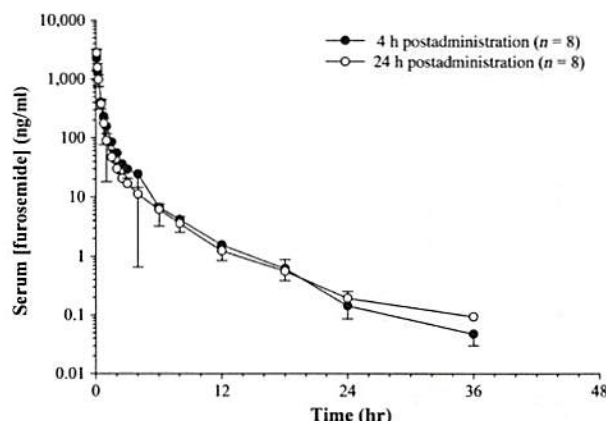 10,000
1,000
100
10
1
0.1
0.01
Serum [furosemide] (ng/ml)
4 h postadministration (n = 8)
24 h postadministration (n = 8)
0 12 24 36 48
Time (hr)